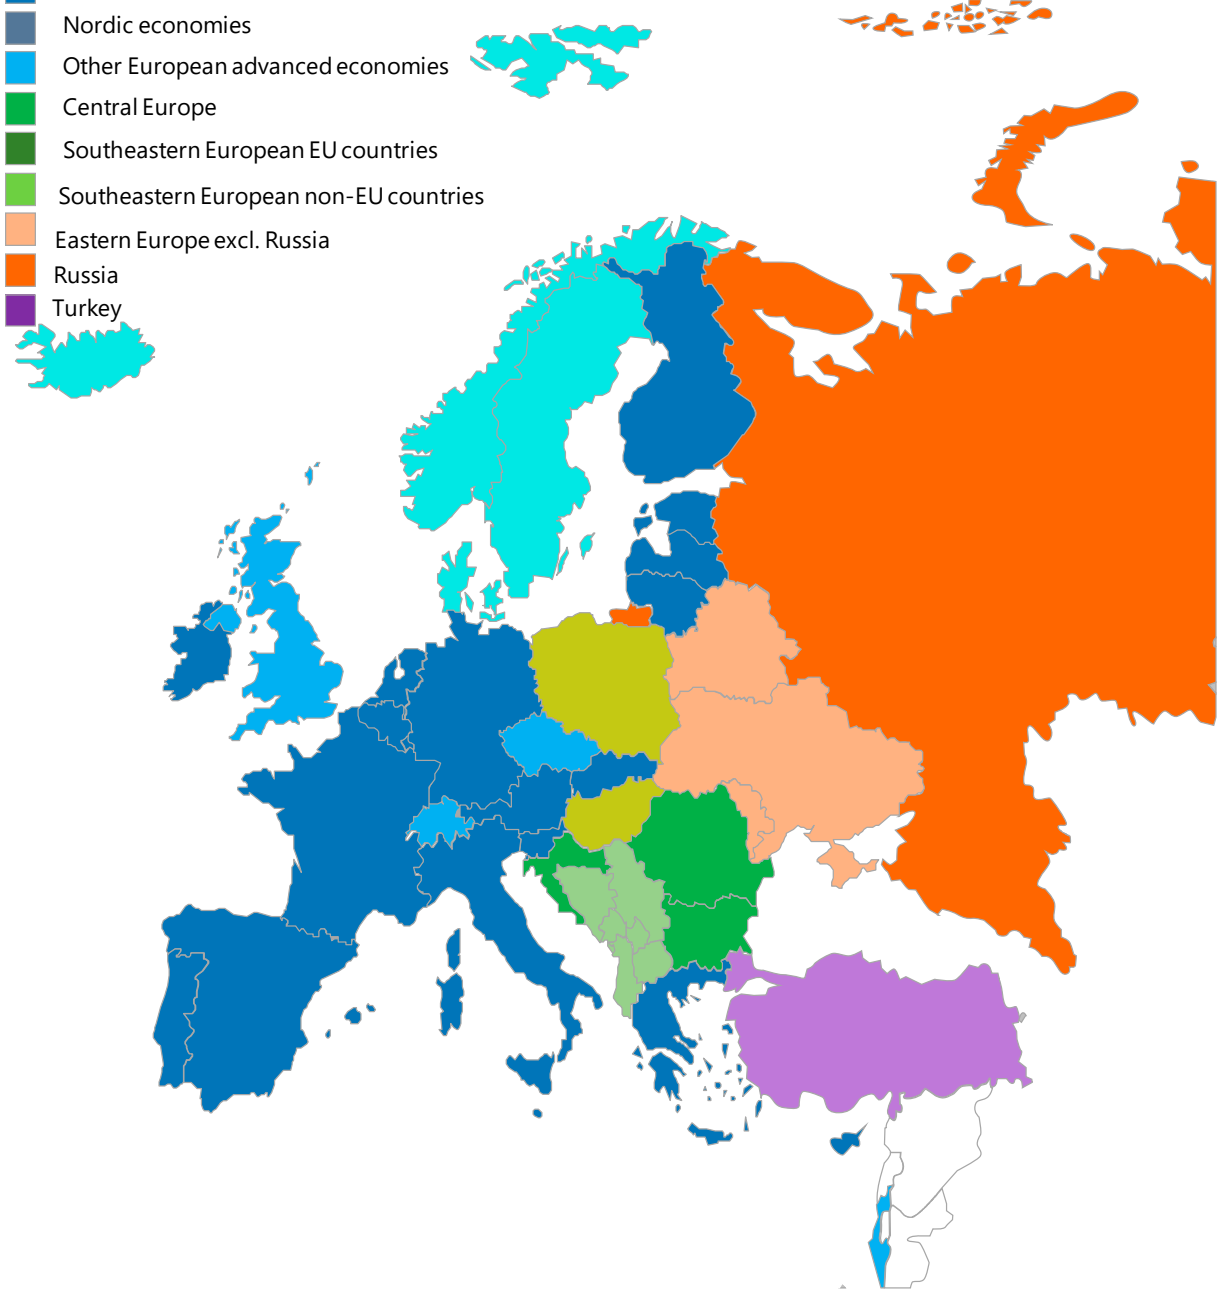 Nordic economies
Other European advanced economies
Central Europe
Southeastern European EU countries
Southeastern European non-EU countries
Eastern Europe excl. Russia
Russia
Turkey